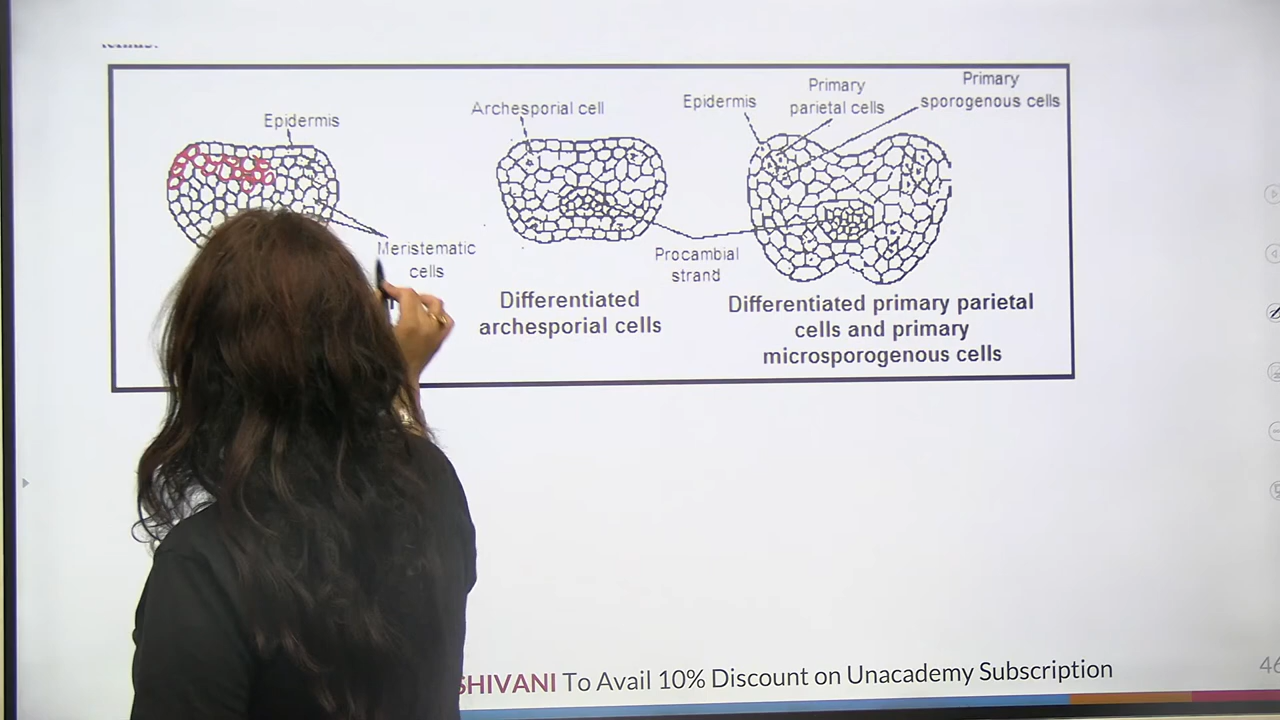 Epidermis
Meristematic
cells
Archesporial cell
Differentiated
archesporial cells
Procambial
strand
Epidermis
Primary
parietal cells
Primary
sporogenous cells
Differentiated primary parietal
cells and primary
microsporogenous cells
SHIVANI To Avail 10% Discount on Unacademy Subscription